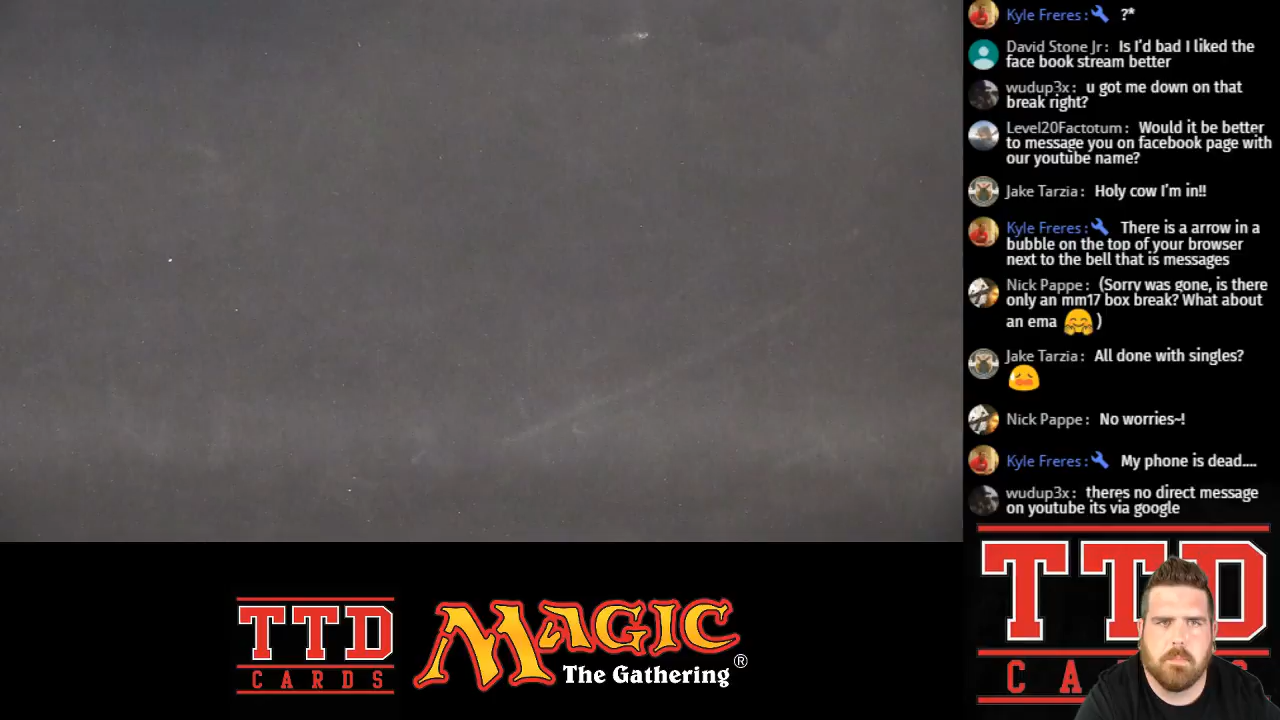 Kyle Freres: ?*
David Stone Jr: Is I'd bad I liked the
face book stream better
wudup3x: u got me down on that
break right?
Level20Factotum: Would it be better
to message you on facebook page with
our youtube name?
Jake Tarzia: Holy cow I'm in!!
Kyle Freres: There is a arrow in a
bubble on the top of your browser
next to the bell that is messages
Nick Pappe: (Sorry was gone, is there
only an mm17 box break? What about
an ema 🤗 )
Jake Tarzia: All done with singles?
😩
Nick Pappe: No worries~!
Kyle Freres: My phone is dead....
wudup3x: theres no direct message
on youtube its via google
TTD
CARDS
MAGIC
The Gathering®
TTD
CA S